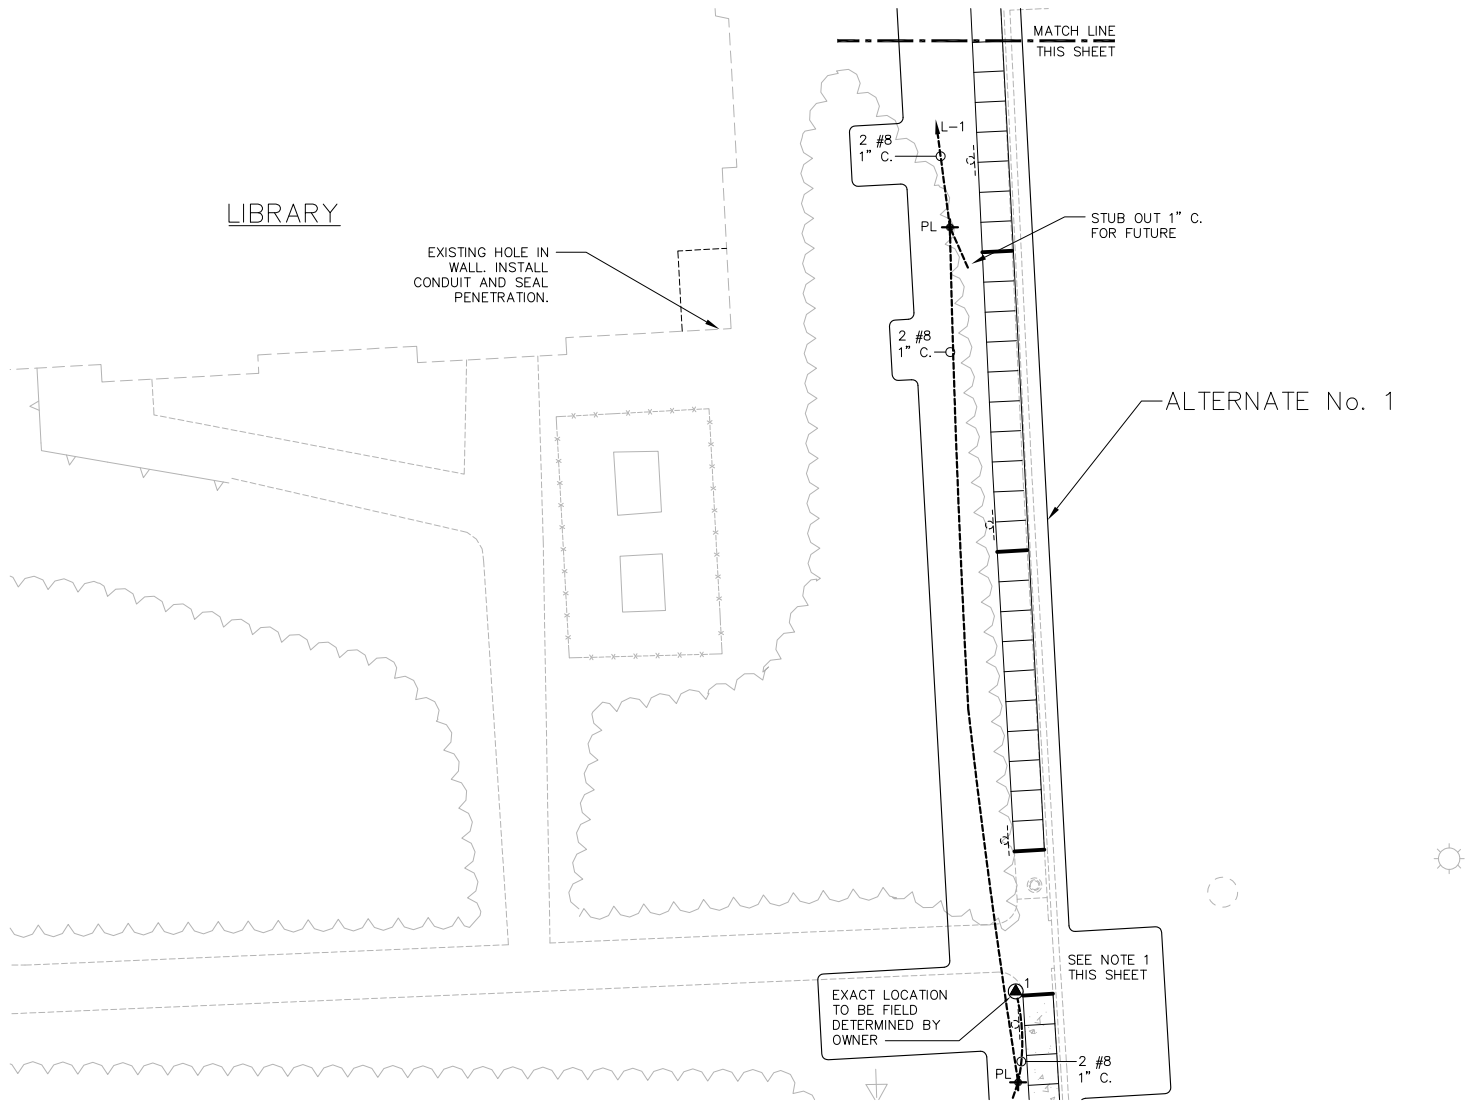 MATCH LINE
THIS SHEET
L-1
2 #8
1" C.
LIBRARY
PL
STUB OUT 1" C.
FOR FUTURE
EXISTING HOLE IN
WALL. INSTALL
CONDUIT AND SEAL
PENETRATION.
2 #8
1" C.
ALTERNATE No. 1
SEE NOTE 1
THIS SHEET
1
EXACT LOCATION
TO BE FIELD
DETERMINED BY
OWNER
2 #8
1" C.
PL